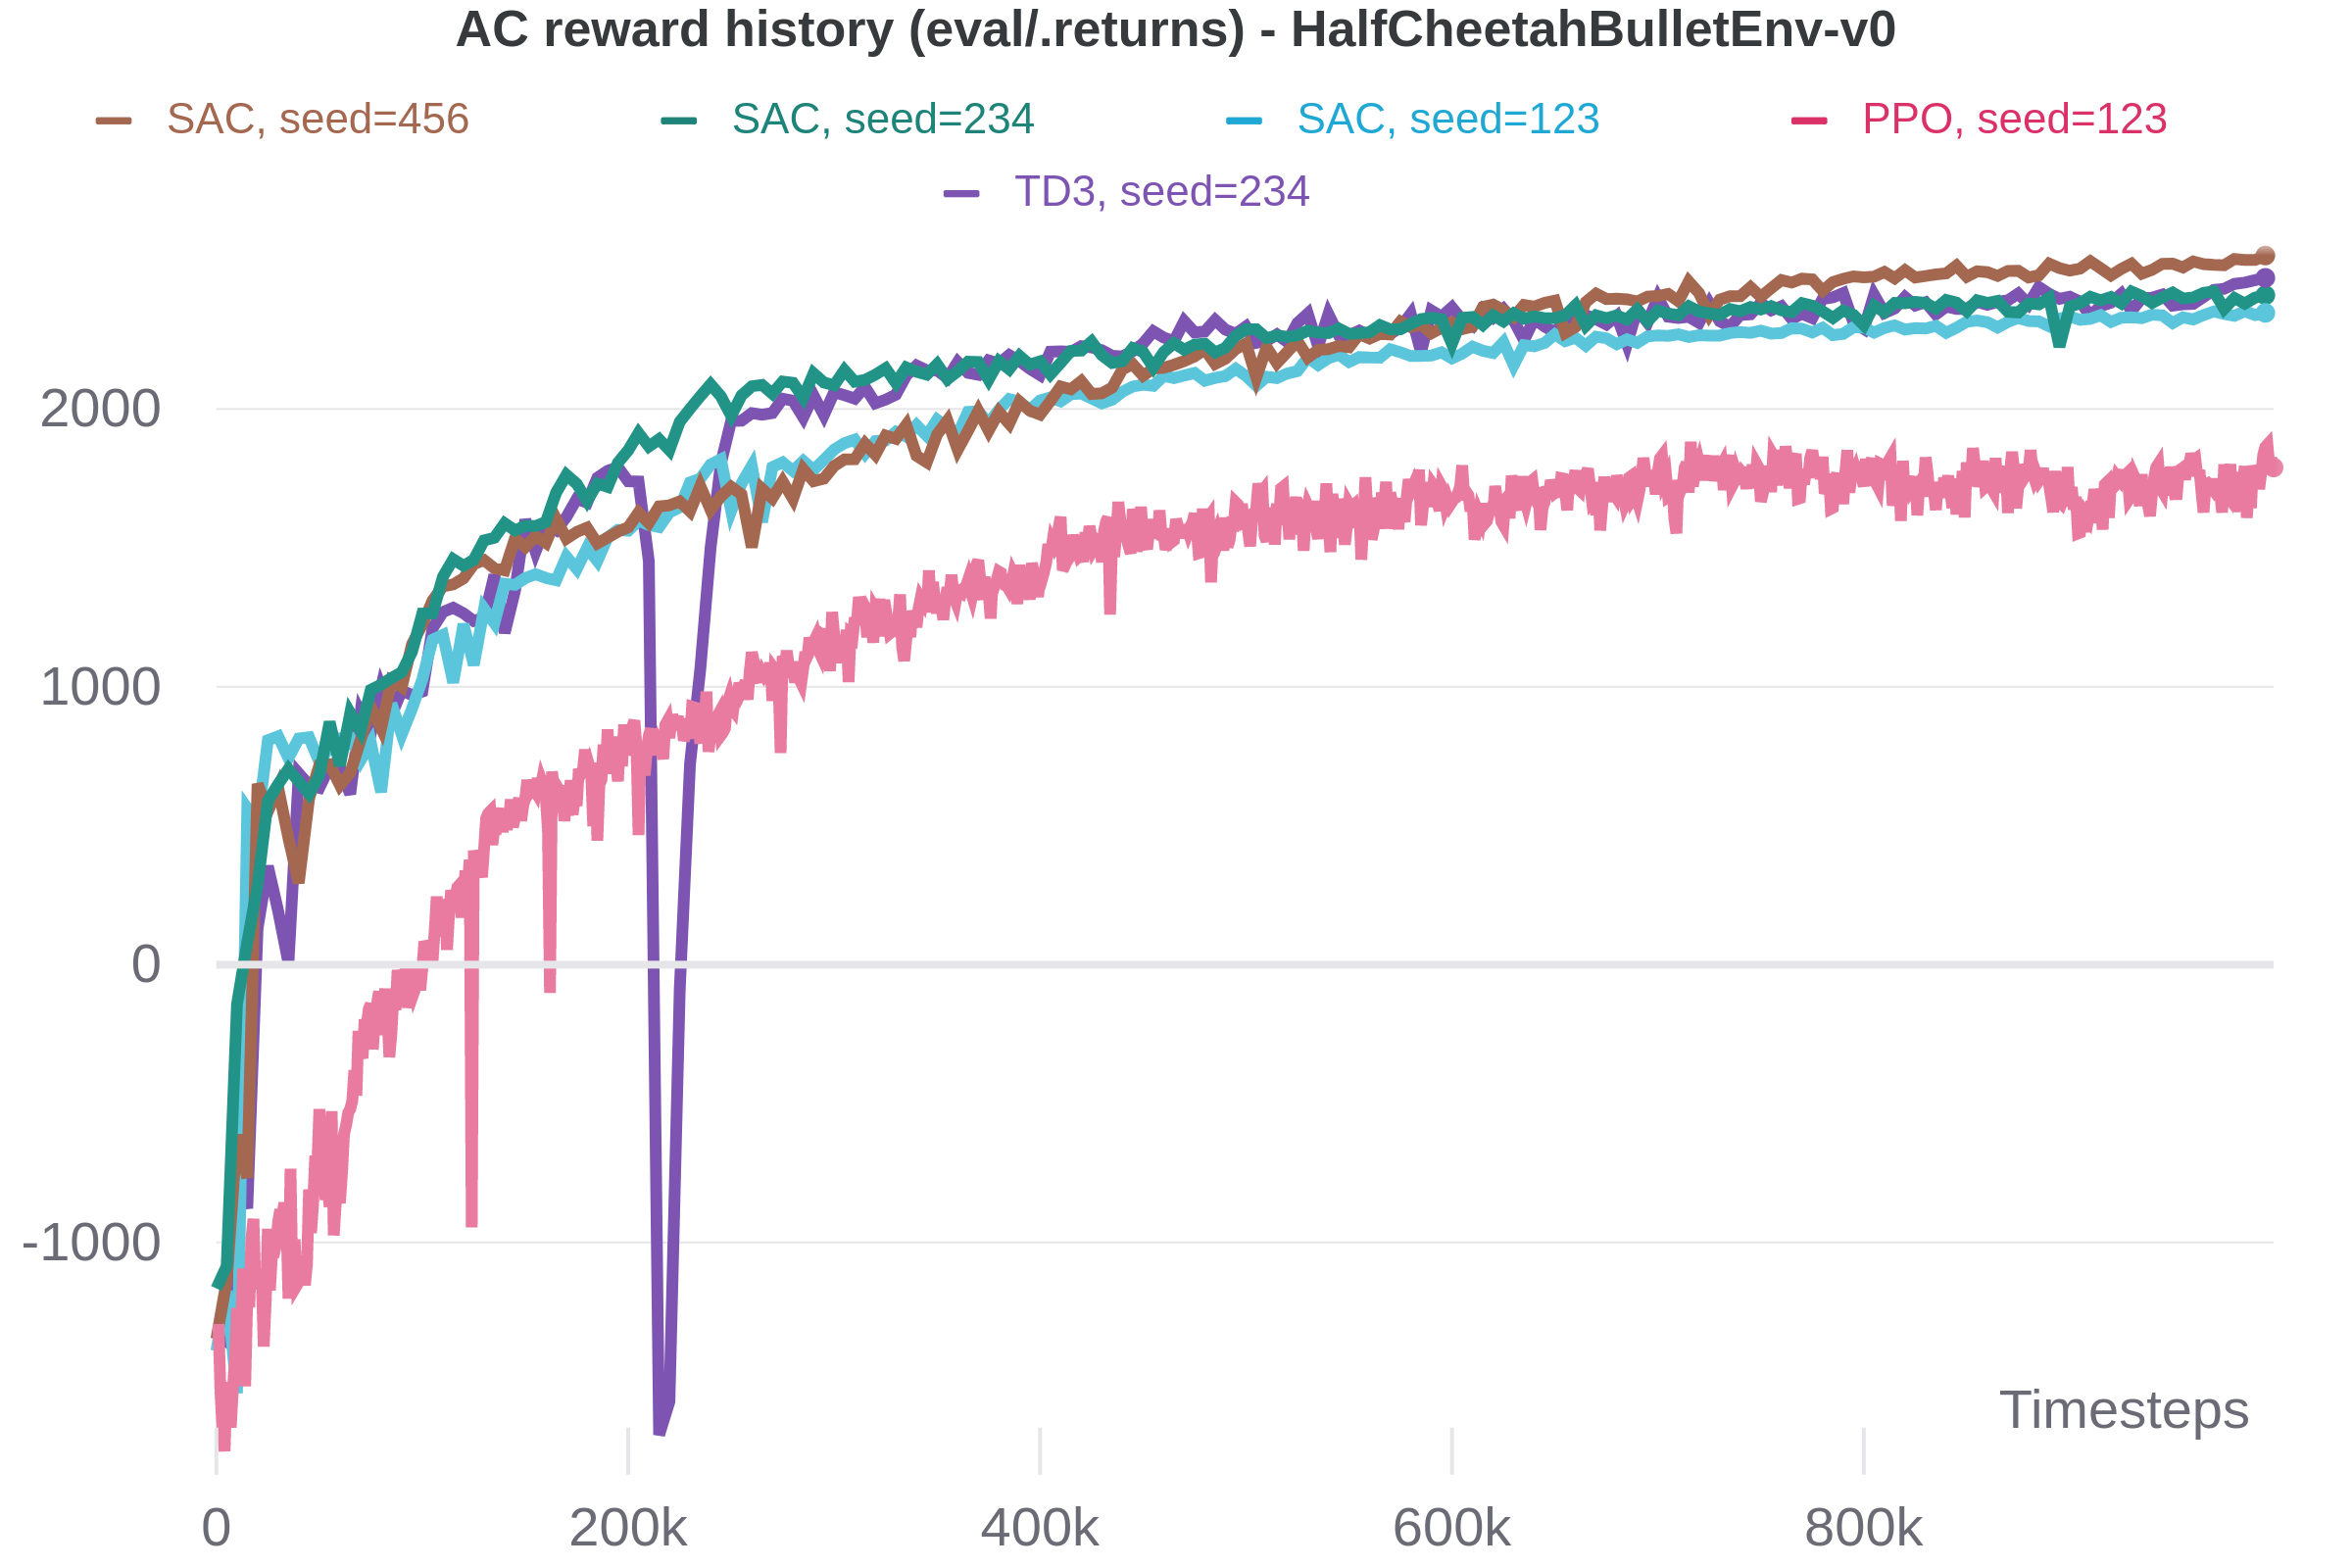 AC reward history (eval/.returns) - HalfCheetahBulletEnv-v0
SAC, seed=456 SAC, seed=234 SAC, seed=123 PPO, seed=123
TD3, seed=234
2000
1000
0
-1000
Timesteps
0 200k 400k 600k 800k